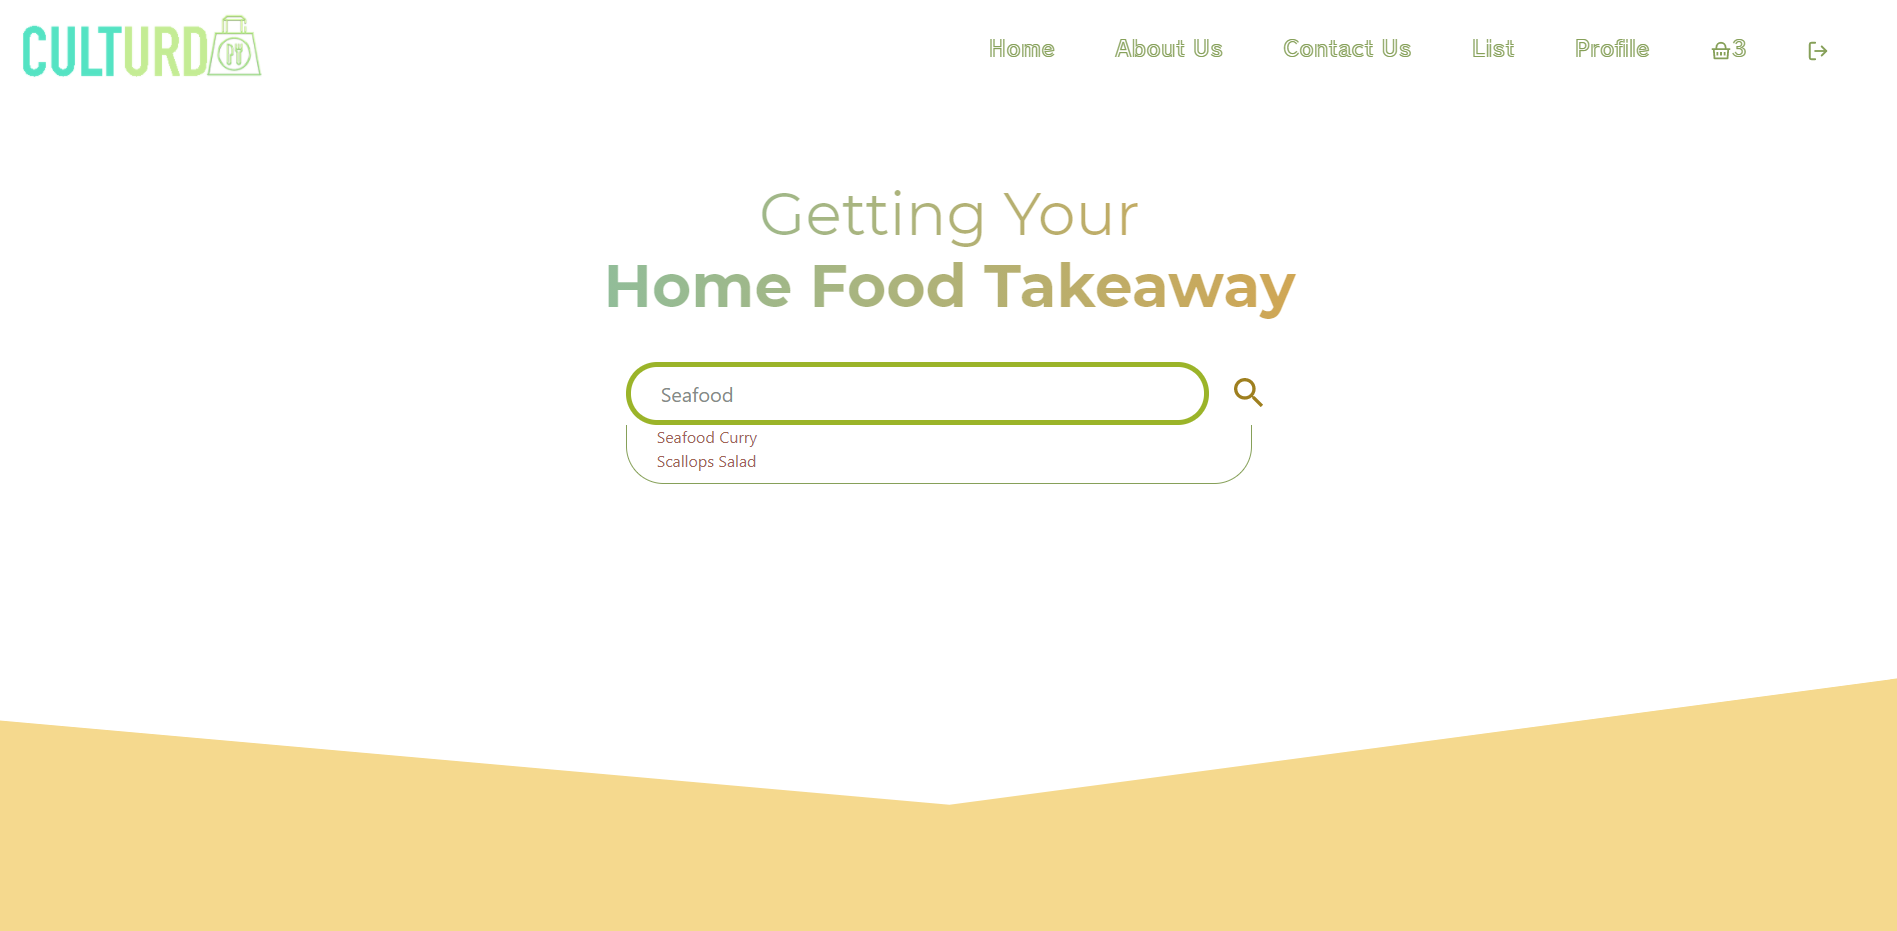 CULTURD
Home About Us Contact Us List Profile 3
Getting Your
Home Food Takeaway
Seafood
Seafood Curry
Scallops Salad